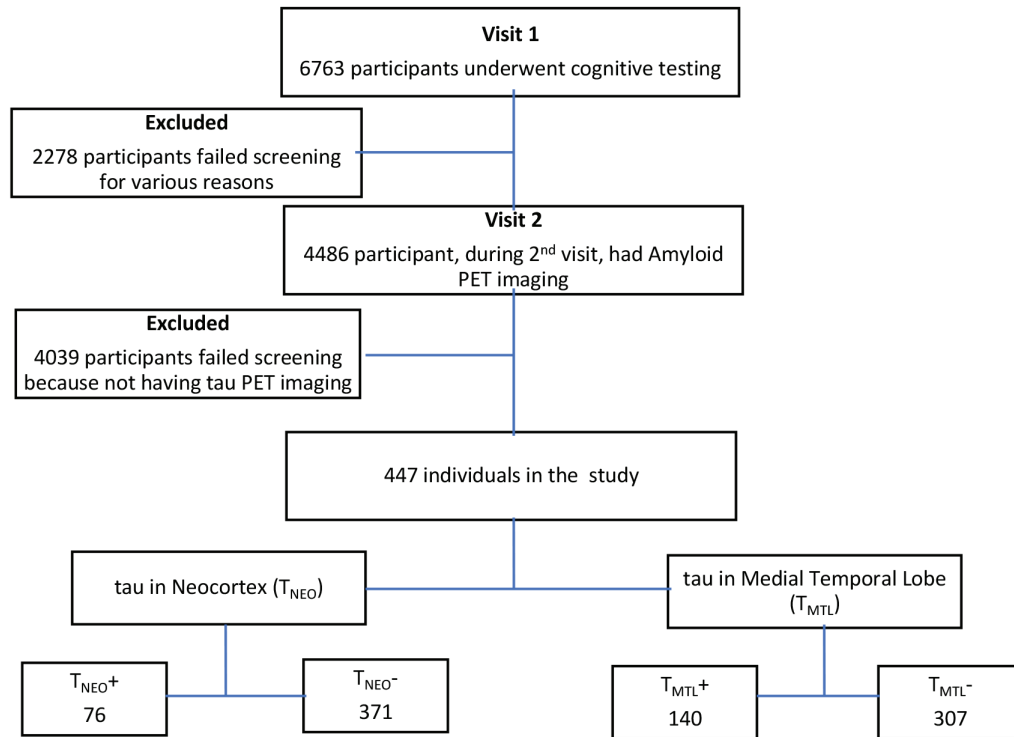 Visit 1
6763 participants underwent cognitive testing
Excluded
2278 participants failed screening
for various reasons
Visit 2
4486 participant, during 2nd visit, had Amyloid
PET imaging
Excluded
4039 participants failed screening
because not having tau PET imaging
447 individuals in the study
tau in Neocortex (TNEO)
tau in Medial Temporal Lobe
(TMTL)
TNEO+
76
TNEO-
371
TMTL+
140
TMTL-
307